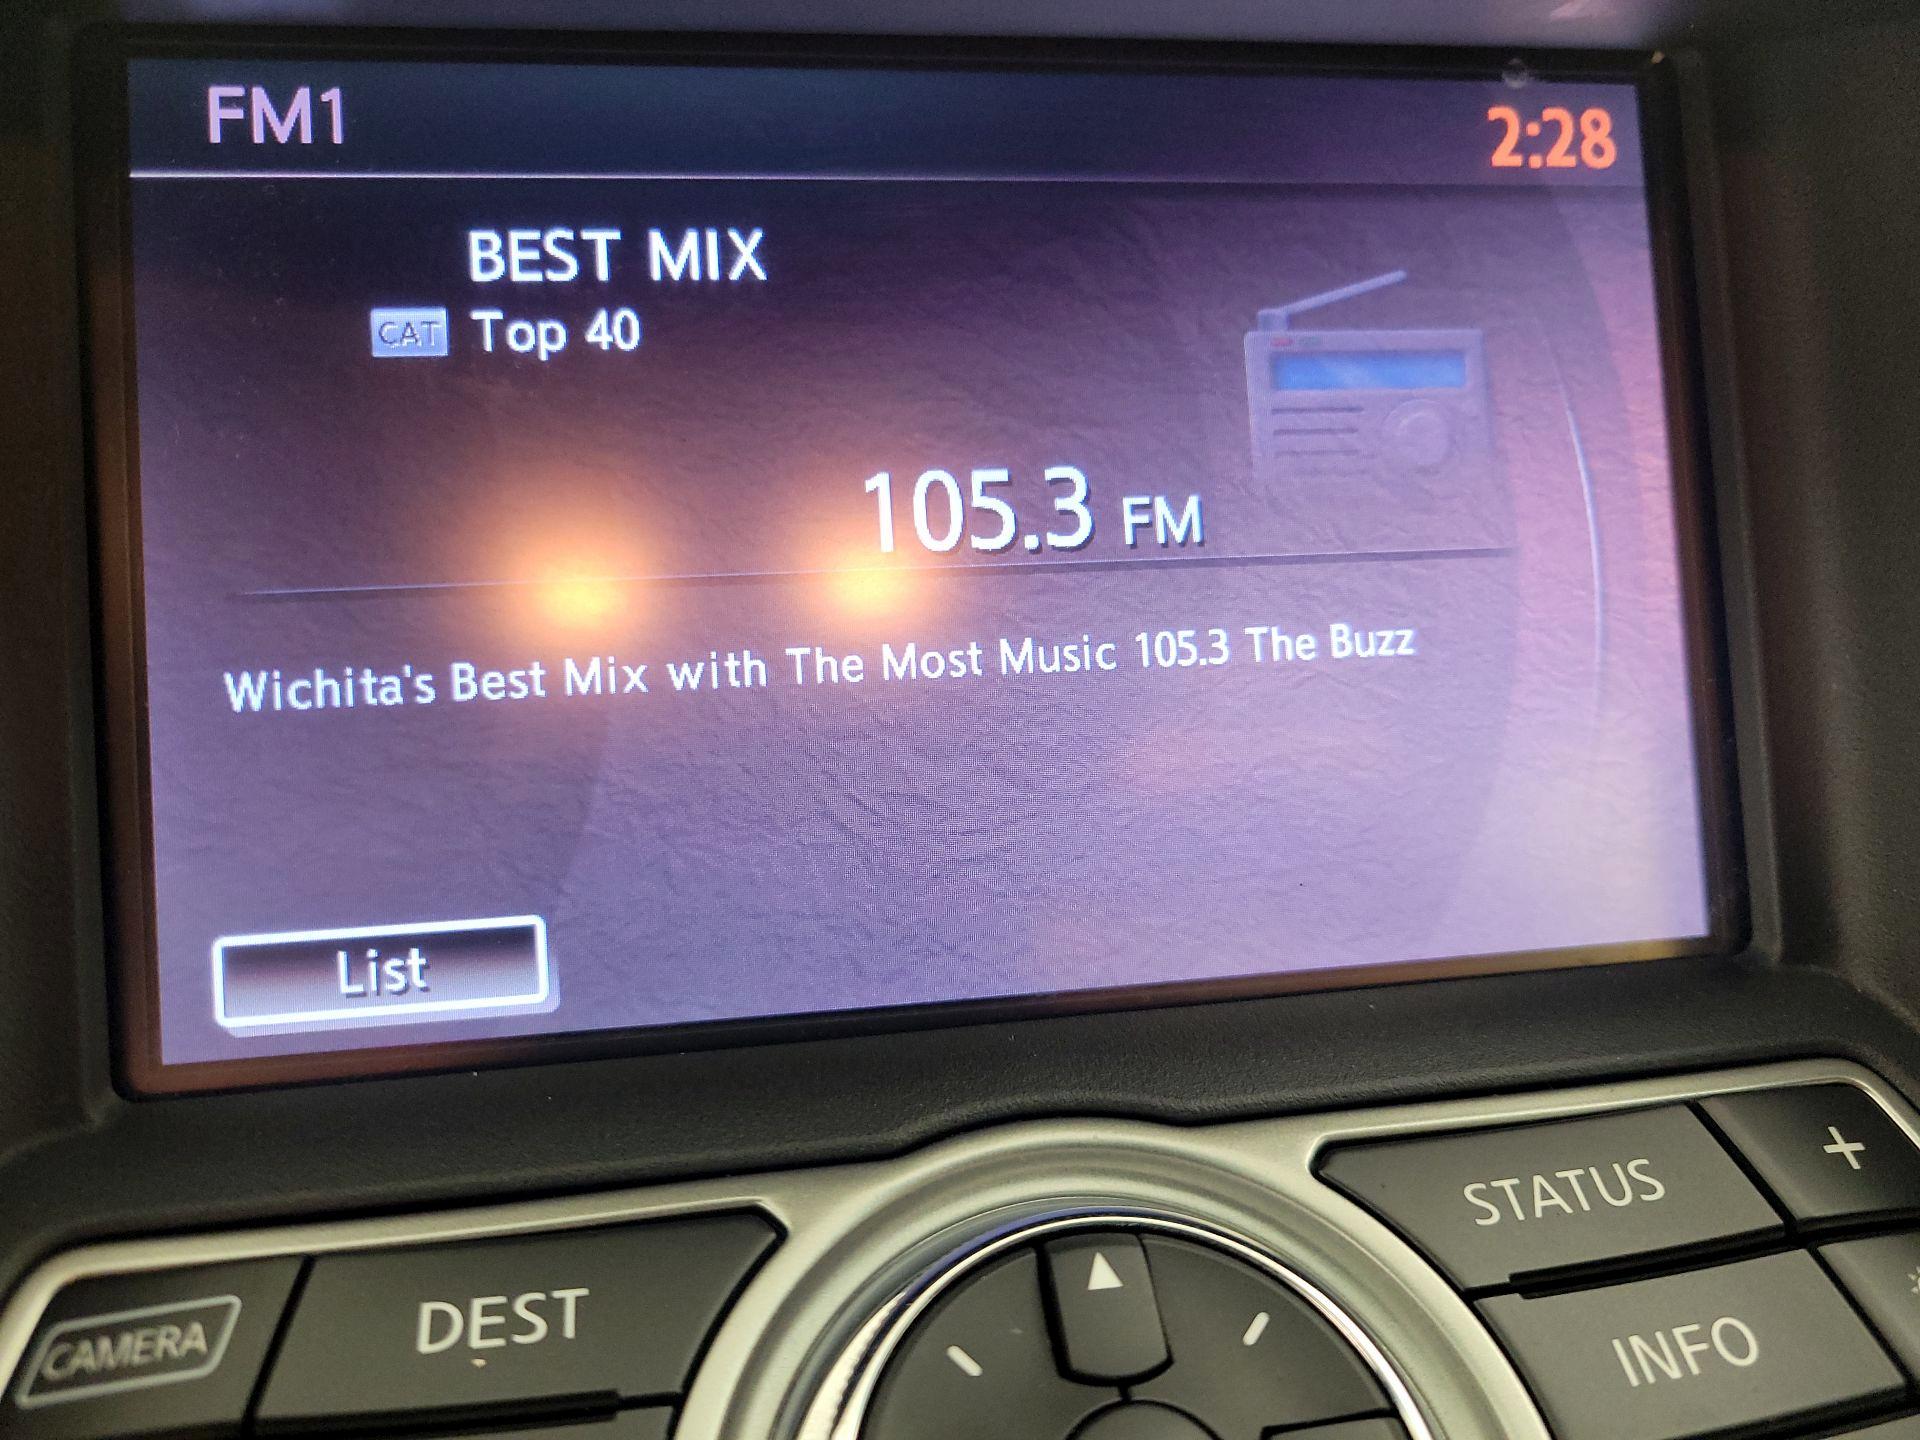 FM1
2:28
BEST MIX
CAT Top 40
105.3 FM
Wichita's Best Mix with The Most Music 105.3 The Buzz
List
STATUS
+
CAMERA
DEST
INFO